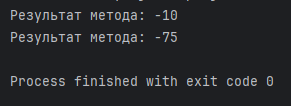 Результат метода: -10
Результат метода: -75
Process finished with exit code 0